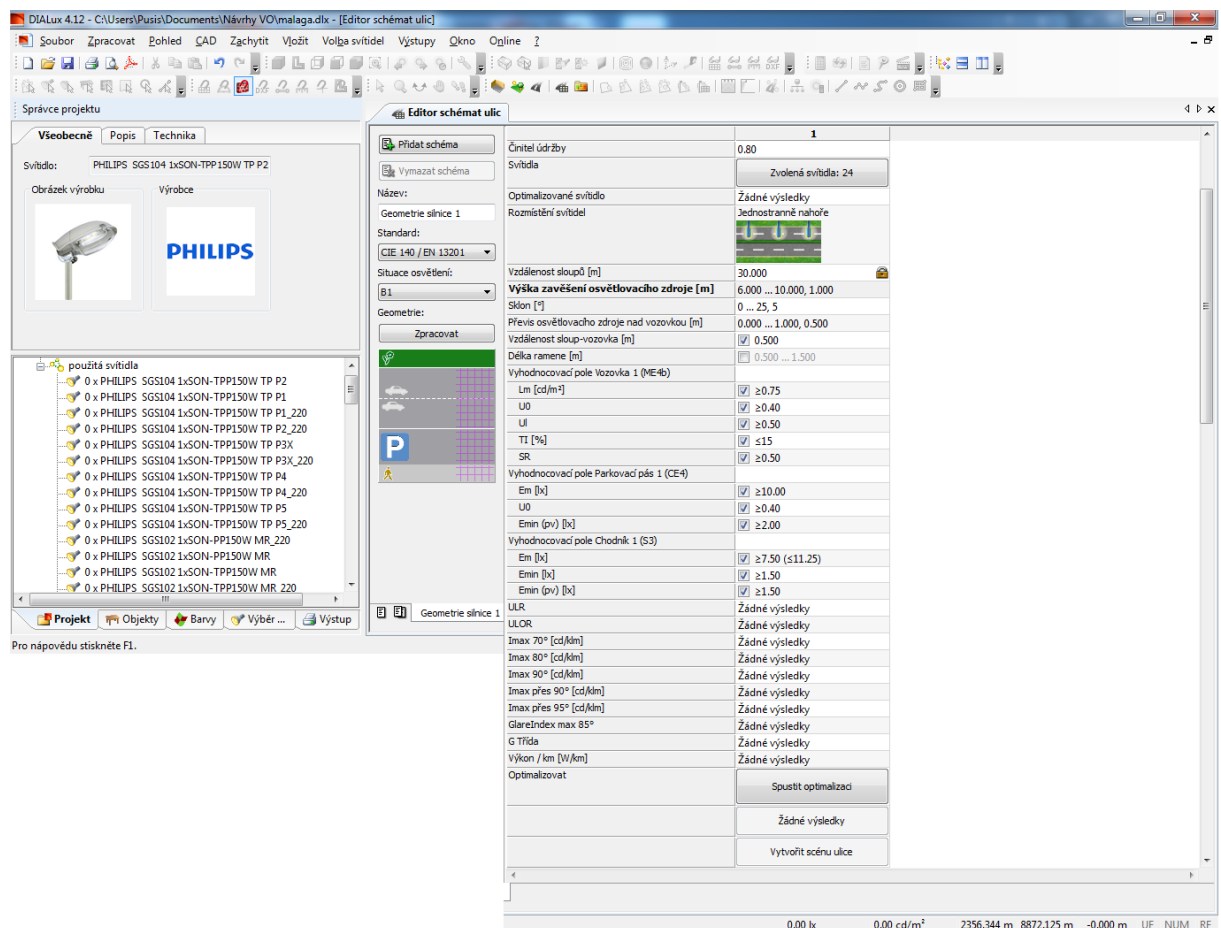 DIALux 4.12 - C:\Users\Pusis\Documents\Návrhy VO\malaga.dlx - [Editor schémat ulic]
Soubor Zpracovat Pohled CAD Zachytit Vložit Volba svítidel Výstupy Okno Online ?
Správce projektu
Všeobecně Popis Technika
Svítidlo: PHILIPS SGS104 1xSON-TPP150W TP P2
Obrázek výrobku Výrobce
PHILIPS
použitá svítidla
0 x PHILIPS SGS104 1xSON-TPP150W TP P2
0 x PHILIPS SGS104 1xSON-TPP150W TP P1
0 x PHILIPS SGS104 1xSON-TPP150W TP P1_220
0 x PHILIPS SGS104 1xSON-TPP150W TP P2_220
0 x PHILIPS SGS104 1xSON-TPP150W TP P3X
0 x PHILIPS SGS104 1xSON-TPP150W TP P3X_220
0 x PHILIPS SGS104 1xSON-TPP150W TP P4
0 x PHILIPS SGS104 1xSON-TPP150W TP P4_220
0 x PHILIPS SGS104 1xSON-TPP150W TP P5
0 x PHILIPS SGS104 1xSON-TPP150W TP P5_220
0 x PHILIPS SGS102 1xSON-PP150W MR_220
0 x PHILIPS SGS102 1xSON-PP150W MR
0 x PHILIPS SGS102 1xSON-TPP150W MR
0 x PHILIPS SGS102 1xSON-TPP150W MR 220
Projekt Objekty Barvy Výběr ... Výstup
Pro nápovědu stiskněte F1.
Editor schémat ulic
Přidat schéma
Vymazat schéma
Název:
Geometrie silnice 1
Standard:
CIE 140 / EN 13201
Situace osvětlení:
B1
Geometrie:
Zpracovat
P
Geometrie silnice 1
1
Činitel údržby 0.80
Svítidla Zvolená svítidla: 24
Optimalizované svítidlo Žádné výsledky
Rozmístění svítidel Jednostranně nahoře
Vzdálenost sloupů [m] 30.000
Výška zavěšení osvětlovacího zdroje [m] 6.000 ... 10.000, 1.000
Sklon [°] 0 ... 25, 5
Převis osvětlovacího zdroje nad vozovkou [m] 0.000 ... 1.000, 0.500
Vzdálenost sloup-vozovka [m] 0.500
Délka ramene [m] 0.500 ... 1.500
Vyhodnocovací pole Vozovka 1 (ME4b)
Lm [cd/m²] ≥0.75
U0 ≥0.40
Ul ≥0.50
TI [%] ≤15
SR ≥0.50
Vyhodnocovací pole Parkovací pás 1 (CE4)
Em [lx] ≥10.00
U0 ≥0.40
Emin (pv) [lx] ≥2.00
Vyhodnocovací pole Chodník 1 (S3)
Em [lx] ≥7.50 (≤11.25)
Emin [lx] ≥1.50
Emin (pv) [lx] ≥1.50
ULR Žádné výsledky
ULOR Žádné výsledky
Imax 70° [cd/klm] Žádné výsledky
Imax 80° [cd/klm] Žádné výsledky
Imax 90° [cd/klm] Žádné výsledky
Imax přes 90° [cd/klm] Žádné výsledky
Imax přes 95° [cd/klm] Žádné výsledky
GlareIndex max 85° Žádné výsledky
G Třída Žádné výsledky
Výkon / km [W/km] Žádné výsledky
Optimalizovat Spustit optimalizaci
Žádné výsledky
Vytvořit scénu ulice
0.00 lx 0.00 cd/m² 2356.344 m 8872.125 m -0.000 m UF NUM RF